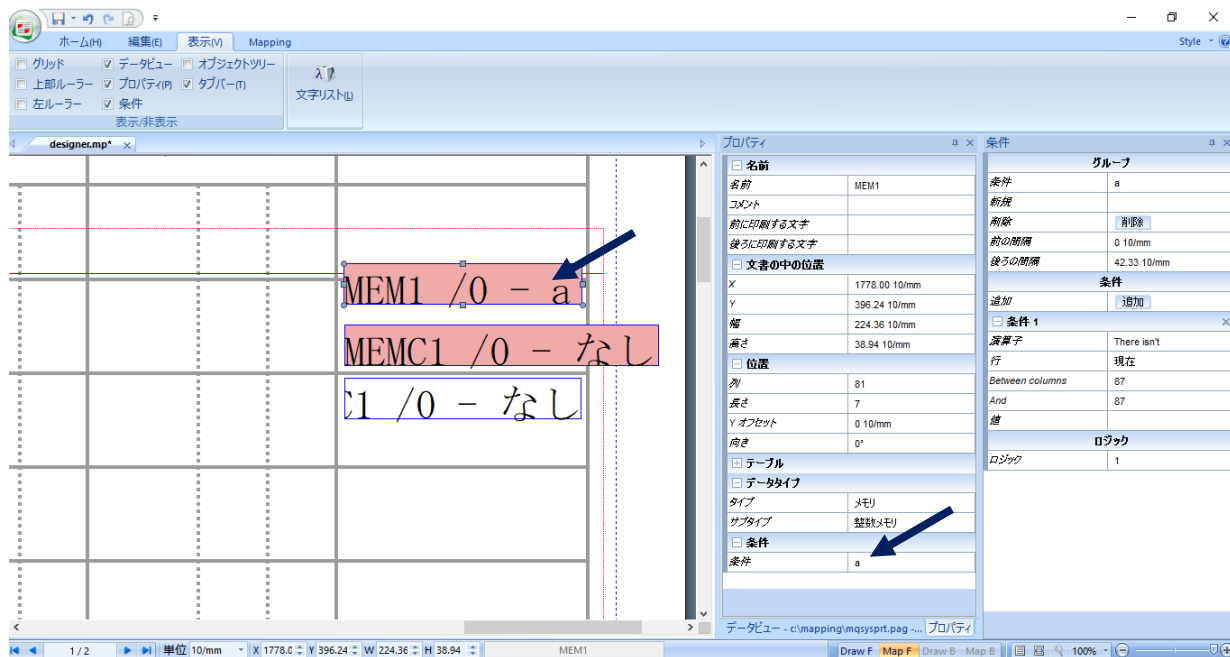 ホーム(H) 編集(E) 表示(V) Mapping Style
グリッド データビュー オブジェクトツリー
上部ルーラー プロパティ(P) タブバー(T)
左ルーラー 条件
文字リスト(L)
表示/非表示
designer.mp*
MEM1 /0 - a
MEMC1 /0 - なし
C1 /0 - なし
プロパティ
名前
名前 MEM1
コメント
前に印刷する文字
後ろに印刷する文字
文書の中の位置
X 1778.00 10/mm
Y 396.24 10/mm
幅 224.36 10/mm
高さ 38.94 10/mm
位置
列 81
長さ 7
Y オフセット 0 10/mm
向き 0°
テーブル
データタイプ
タイプ メモリ
サブタイプ 整数メモリ
条件
条件 a
データビュー - c\mapping\mqsysprt.pag -... プロパティ
条件
グループ
条件 a
新規
削除 削除
前の間隔 0 10/mm
後ろの間隔 42.33 10/mm
条件
追加 追加
条件 1
演算子 There isn't
行 現在
Between columns 87
And 87
値
ロジック
ロジック 1
1 / 2 単位 10/mm X 1778.0 Y 396.24 W 224.36 H 38.94 MEM1 Draw F Map F Draw B Map B 100%